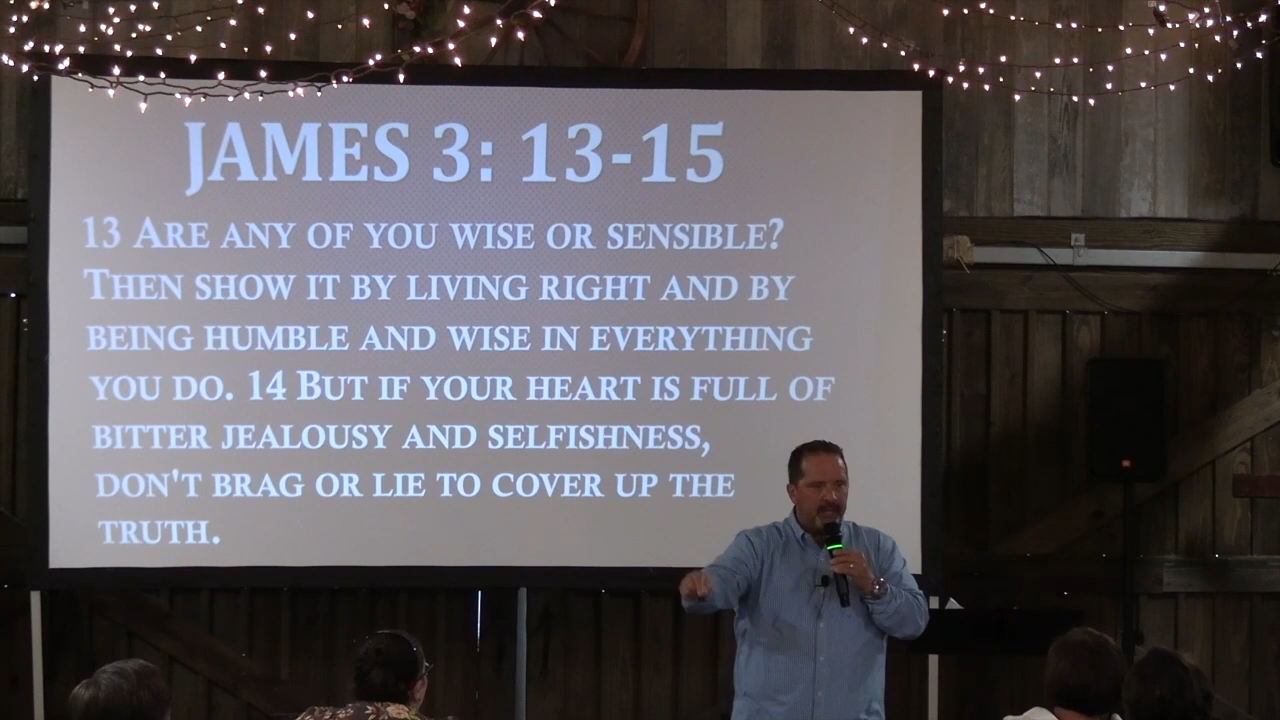 JAMES 3: 13-15
13 ARE ANY OF YOU WISE OR SENSIBLE?
THEN SHOW IT BY LIVING RIGHT AND BY
BEING HUMBLE AND WISE IN EVERYTHING
YOU DO. 14 BUT IF YOUR HEART IS FULL OF
BITTER JEALOUSY AND SELFISHNESS,
DON'T BRAG OR LIE TO COVER UP THE
TRUTH.